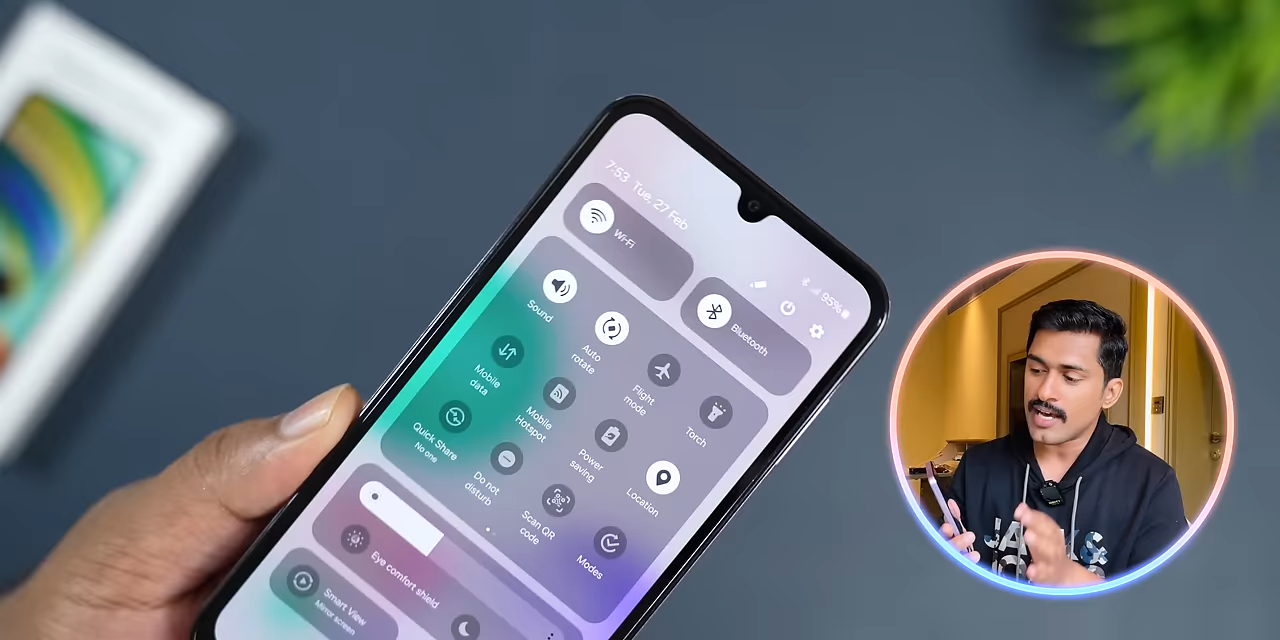 7:53 Tue, 27 Feb
95%
Wi-Fi
Bluetooth
Sound
Auto
rotate
Flight
mode
Torch
Mobile
data
Mobile
Hotspot
Power
saving
Location
Quick Share
No one
Do not
disturb
Scan QR
code
Modes
Eye comfort shield
Smart View
Mirror screen